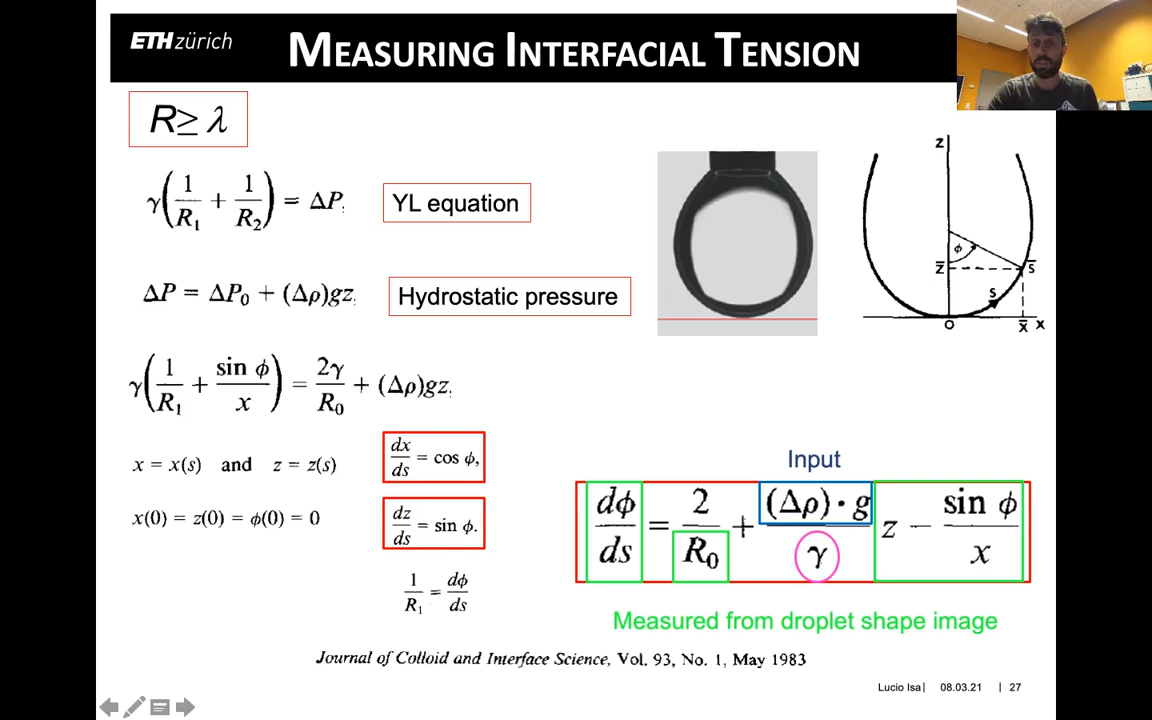 ETH zürich
MEASURING INTERFACIAL TENSION
R ≥ λ
γ(1/R₁ + 1/R₂) = ΔP,
YL equation
ΔP = ΔP₀ + (Δρ)gz,
Hydrostatic pressure
γ(1/R₁ + sin ϕ/x) = 2γ/R₀ + (Δρ)gz,
x = x(s) and z = z(s)
dx/ds = cos ϕ,
x(0) = z(0) = ϕ(0) = 0
dz/ds = sin ϕ.
1/R₁ = dϕ/ds
z
ϕ
z̄
s̄
s
O
x̄
x
Input
dϕ/ds = 2/R₀ + (Δρ)·g/γ z − sin ϕ/x
Measured from droplet shape image
Journal of Colloid and Interface Science, Vol. 93, No. 1, May 1983
Lucio Isa | 08.03.21 | 27